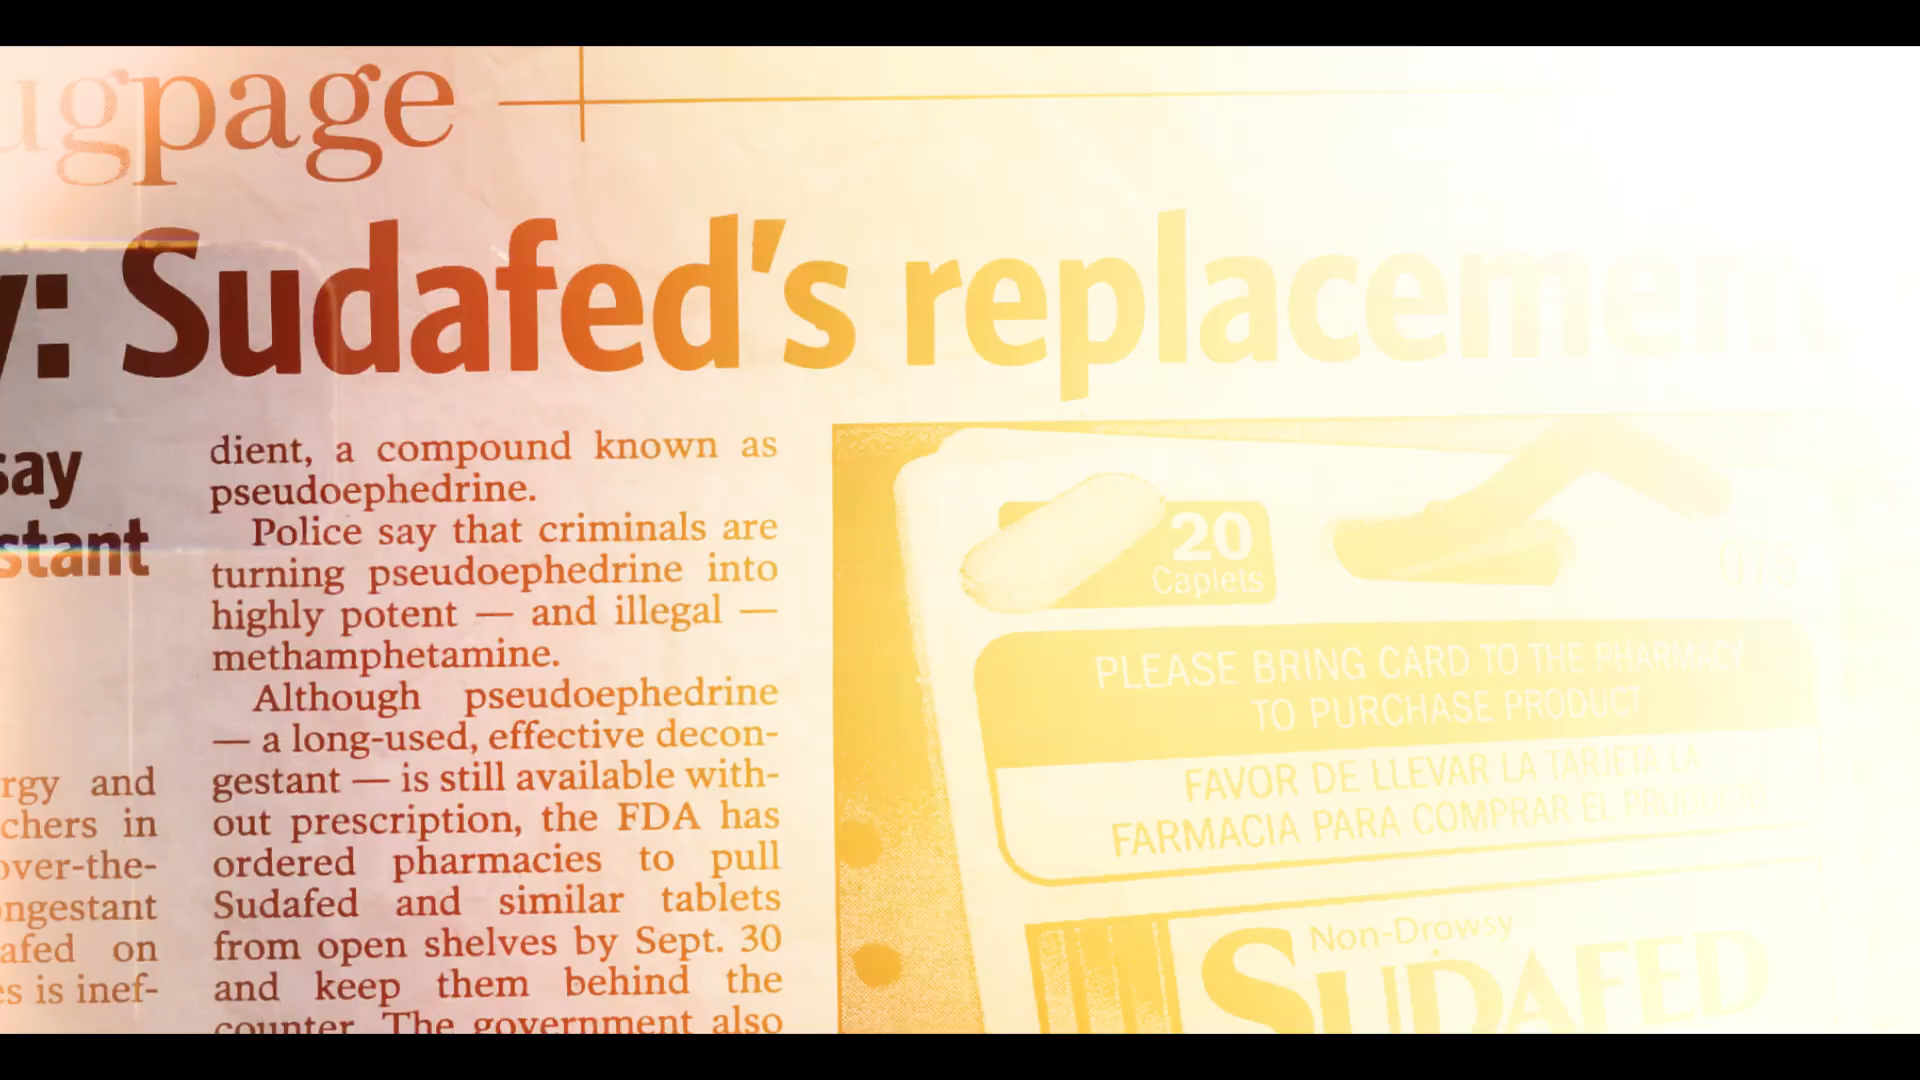 ugpage
y: Sudafed's replacement
say
stant
rgy and
chers in
over-the-
ngestant
afed on
es is inef-
dient, a compound known as
pseudoephedrine.
Police say that criminals are
turning pseudoephedrine into
highly potent — and illegal —
methamphetamine.
Although pseudoephedrine
— a long-used, effective decon-
gestant — is still available with-
out prescription, the FDA has
ordered pharmacies to pull
Sudafed and similar tablets
from open shelves by Sept. 30
and keep them behind the
counter. The government also
20
Caplets
075
PLEASE BRING CARD TO THE PHARMACY
TO PURCHASE PRODUCT
FAVOR DE LLEVAR LA TARJETA LA
FARMACIA PARA COMPRAR EL PRODUCTO
Non-Drowsy
SUDAFED